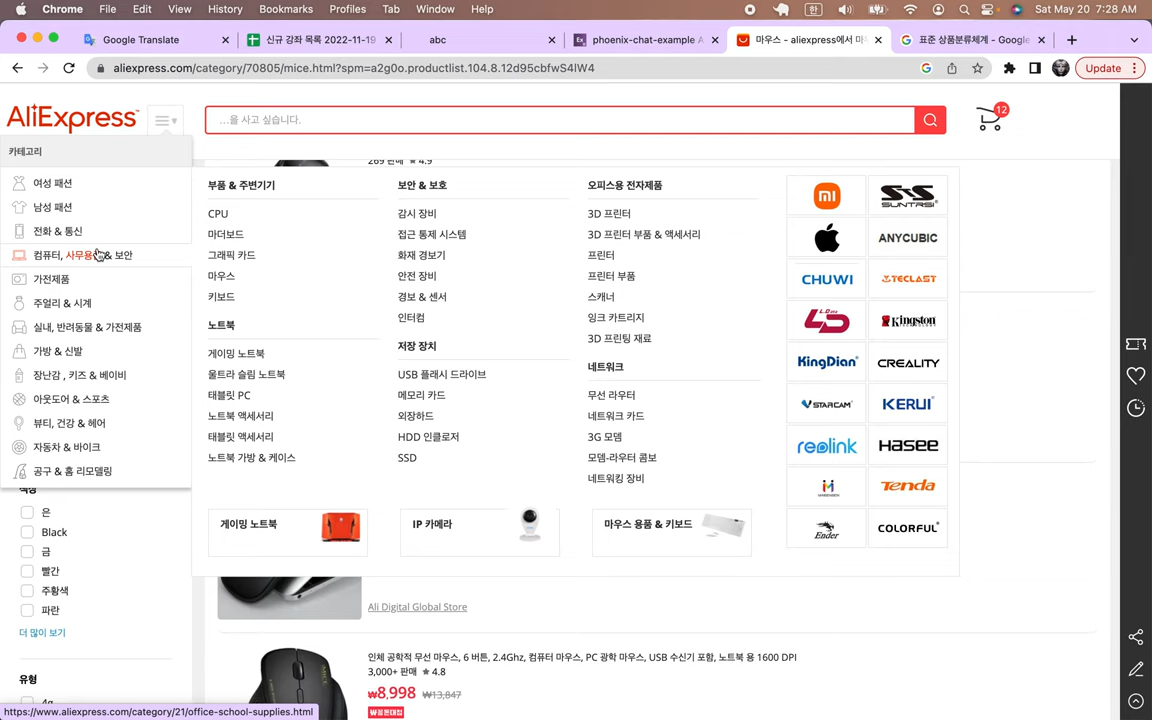 Chrome File Edit View History Bookmarks Profiles Tab Window Help
한
Sat May 20 7:28 AM
Google Translate
신규 강좌 목록 2022-11-19
abc
phoenix-chat-example A
마우스 - aliexpress에서 마
표준 상품분류체계 - Google
aliexpress.com/category/70805/mice.html?spm=a2g0o.productlist.104.8.12d95cbfwS4lW4
Update
AliExpress
...을 사고 싶습니다.
12
269 판매 ★ 4.9
카테고리
여성 패션
남성 패션
전화 & 통신
컴퓨터, 사무용 & 보안
가전제품
주얼리 & 시계
실내, 반려동물 & 가전제품
가방 & 신발
장난감 , 키즈 & 베이비
아웃도어 & 스포츠
뷰티, 건강 & 헤어
자동차 & 바이크
공구 & 홈 리모델링
부품 & 주변기기
CPU
마더보드
그래픽 카드
마우스
키보드
노트북
게이밍 노트북
울트라 슬림 노트북
태블릿 PC
노트북 액세서리
태블릿 액세서리
노트북 가방 & 케이스
보안 & 보호
감시 장비
접근 통제 시스템
화재 경보기
안전 장비
경보 & 센서
인터컴
저장 장치
USB 플래시 드라이브
메모리 카드
외장하드
HDD 인클로저
SSD
오피스용 전자제품
3D 프린터
3D 프린터 부품 & 액세서리
프린터
프린터 부품
스캐너
잉크 카트리지
3D 프린팅 재료
네트워크
무선 라우터
네트워크 카드
3G 모뎀
모뎀-라우터 콤보
네트워킹 장비
게이밍 노트북
IP 카메라
마우스 용품 & 키보드
SUNTRSI
ANYCUBIC
CHUWI
TECLAST
Kingston
KingDian
CREALITY
VSTARCAM
KERUI
reolink
HASEE
Tenda
Ender
COLORFUL
색상
은
Black
금
빨간
주황색
파란
더 많이 보기
유형
4g
Ali Digital Global Store
인체 공학적 무선 마우스, 6 버튼, 2.4Ghz, 컴퓨터 마우스, PC 광학 마우스, USB 수신기 포함, 노트북 용 1600 DPI
3,000+ 판매 ★ 4.8
₩8,998 ₩13,847
https://www.aliexpress.com/category/21/office-school-supplies.html